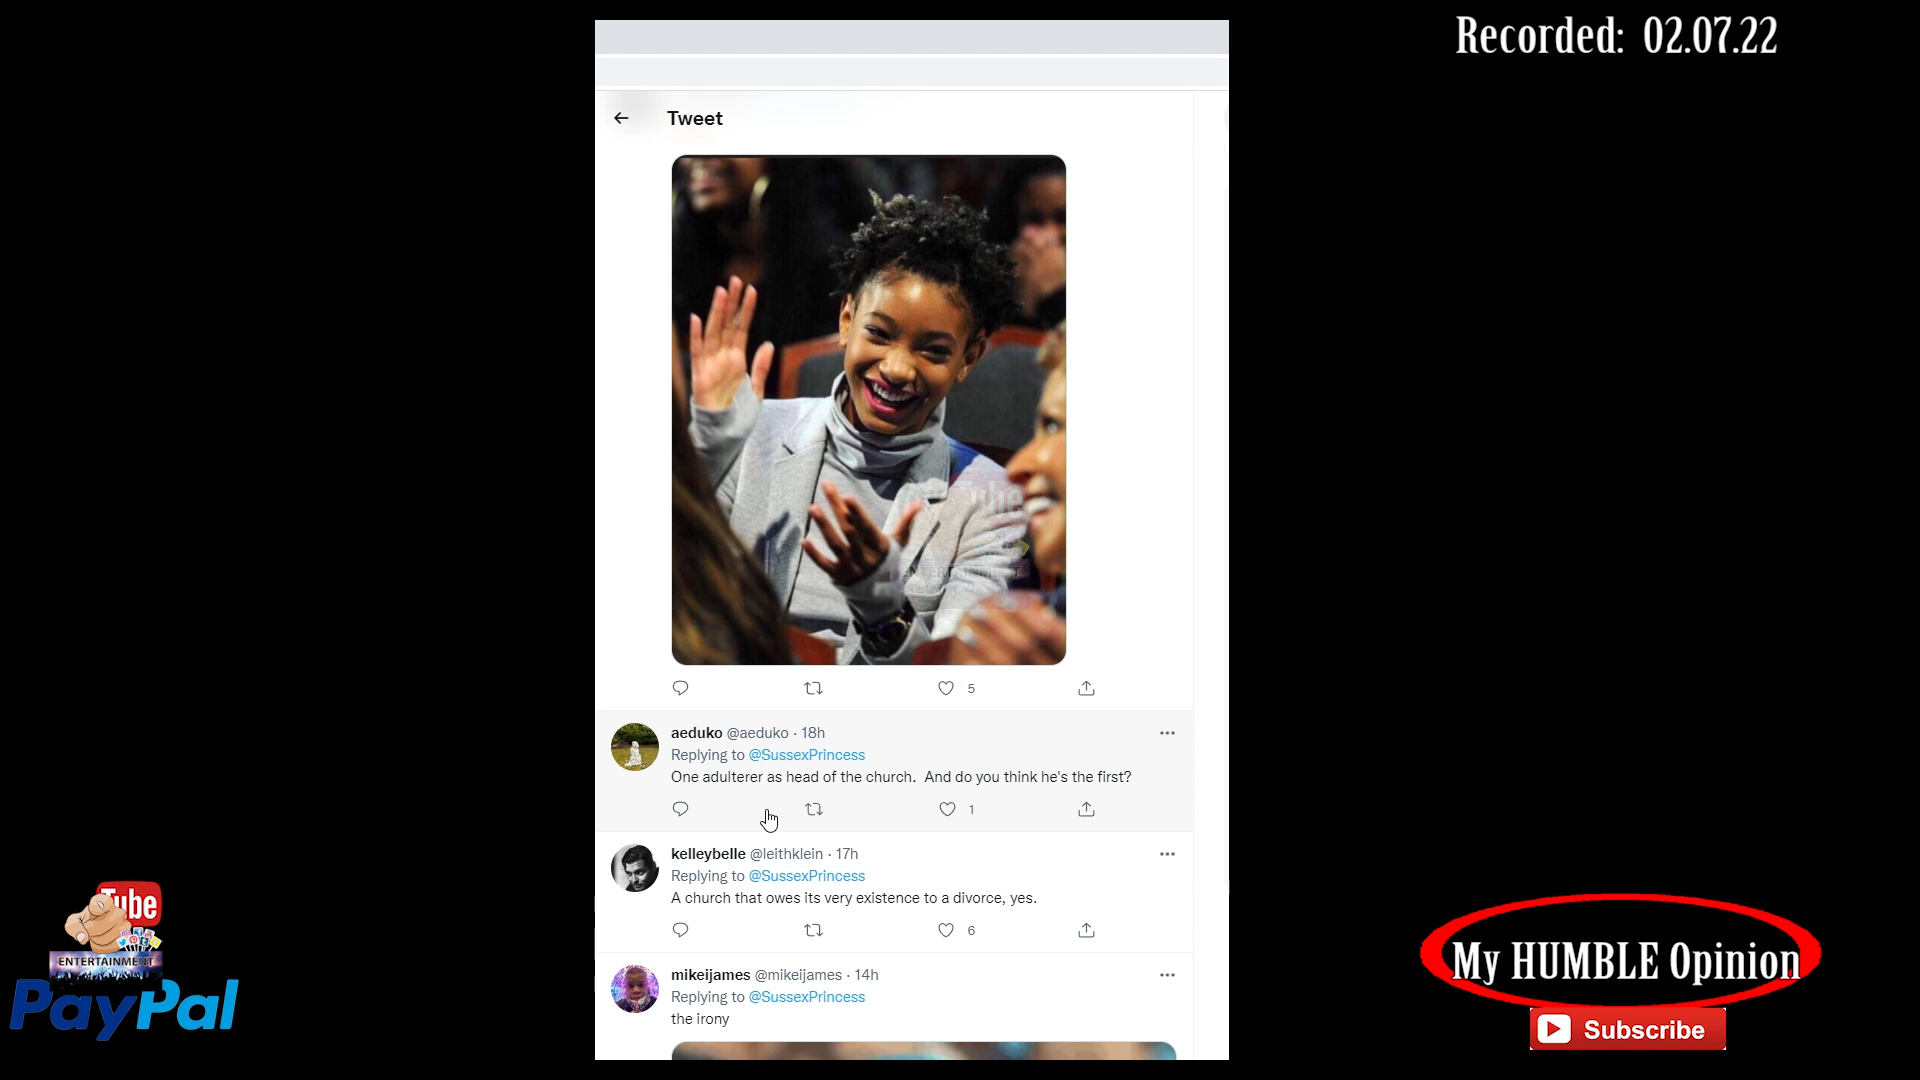 Recorded: 02.07.22
Tweet
5
aeduko @aeduko · 18h
Replying to @SussexPrincess
One adulterer as head of the church. And do you think he's the first?
1
kelleybelle @leithklein · 17h
Replying to @SussexPrincess
A church that owes its very existence to a divorce, yes.
6
mikeijames @mikeijames · 14h
Replying to @SussexPrincess
the irony
Tube
ENTERTAINMENT
PayPal
My HUMBLE Opinion
Subscribe